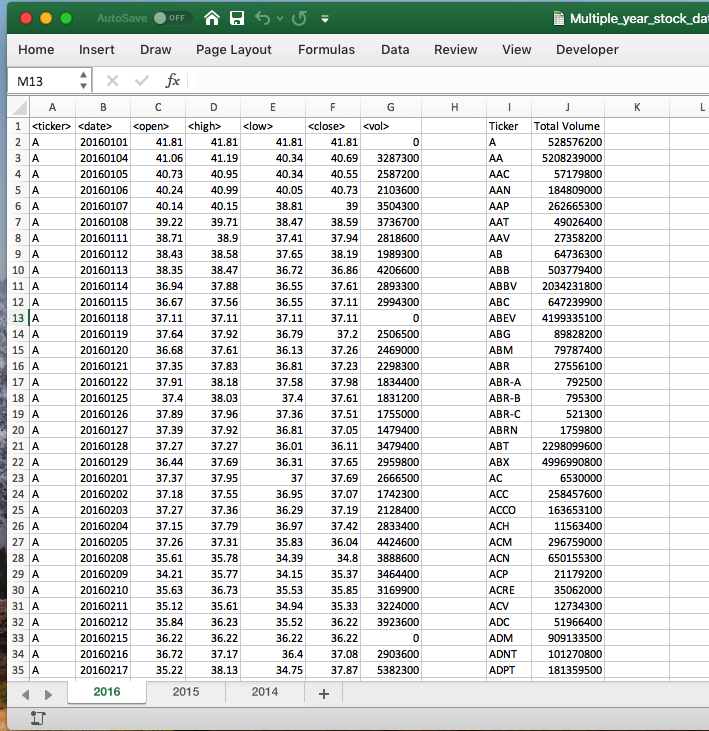 AutoSave OFF Multiple_year_stock_da
Home Insert Draw Page Layout Formulas Data Review View Developer
M13 fx
A B C D E F G H I J K L
1 <ticker> <date> <open> <high> <low> <close> <vol> Ticker Total Volume
2 A 20160101 41.81 41.81 41.81 41.81 0 A 528576200
3 A 20160104 41.06 41.19 40.34 40.69 3287300 AA 5208239000
4 A 20160105 40.73 40.95 40.34 40.55 2587200 AAC 57179800
5 A 20160106 40.24 40.99 40.05 40.73 2103600 AAN 184809000
6 A 20160107 40.14 40.15 38.81 39 3504300 AAP 262665300
7 A 20160108 39.22 39.71 38.47 38.59 3736700 AAT 49026400
8 A 20160111 38.71 38.9 37.41 37.94 2818600 AAV 27358200
9 A 20160112 38.43 38.58 37.65 38.19 1989300 AB 64736300
10 A 20160113 38.35 38.47 36.72 36.86 4206600 ABB 503779400
11 A 20160114 36.94 37.88 36.55 37.61 2893300 ABBV 2034231800
12 A 20160115 36.67 37.56 36.55 37.11 2994300 ABC 647239900
13 A 20160118 37.11 37.11 37.11 37.11 0 ABEV 4199335100
14 A 20160119 37.64 37.92 36.79 37.2 2506500 ABG 89828200
15 A 20160120 36.68 37.61 36.13 37.26 2469000 ABM 79787400
16 A 20160121 37.35 37.83 36.81 37.23 2298300 ABR 27556100
17 A 20160122 37.91 38.18 37.58 37.98 1834400 ABR-A 792500
18 A 20160125 37.4 38.03 37.4 37.61 1831200 ABR-B 795300
19 A 20160126 37.89 37.96 37.36 37.51 1755000 ABR-C 521300
20 A 20160127 37.39 37.92 36.81 37.05 1479400 ABRN 1759800
21 A 20160128 37.27 37.27 36.01 36.11 3479400 ABT 2298099600
22 A 20160129 36.44 37.69 36.31 37.65 2959800 ABX 4996990800
23 A 20160201 37.37 37.95 37 37.69 2666500 AC 6530000
24 A 20160202 37.18 37.55 36.95 37.07 1742300 ACC 258457600
25 A 20160203 37.27 37.36 36.29 37.19 2128400 ACCO 163653100
26 A 20160204 37.15 37.79 36.97 37.42 2833400 ACH 11563400
27 A 20160205 37.26 37.31 35.83 36.04 4424600 ACM 296759000
28 A 20160208 35.61 35.78 34.39 34.8 3888600 ACN 650155300
29 A 20160209 34.21 35.77 34.15 35.37 3464400 ACP 21179200
30 A 20160210 35.63 36.73 35.53 35.85 3169900 ACRE 35062000
31 A 20160211 35.12 35.61 34.94 35.33 3224000 ACV 12734300
32 A 20160212 35.84 36.23 35.52 36.22 3923600 ADC 51966400
33 A 20160215 36.22 36.22 36.22 36.22 0 ADM 909133500
34 A 20160216 36.72 37.17 36.4 37.08 2903600 ADNT 101270800
35 A 20160217 35.22 38.13 34.75 37.87 5382300 ADPT 181359500
2016 2015 2014